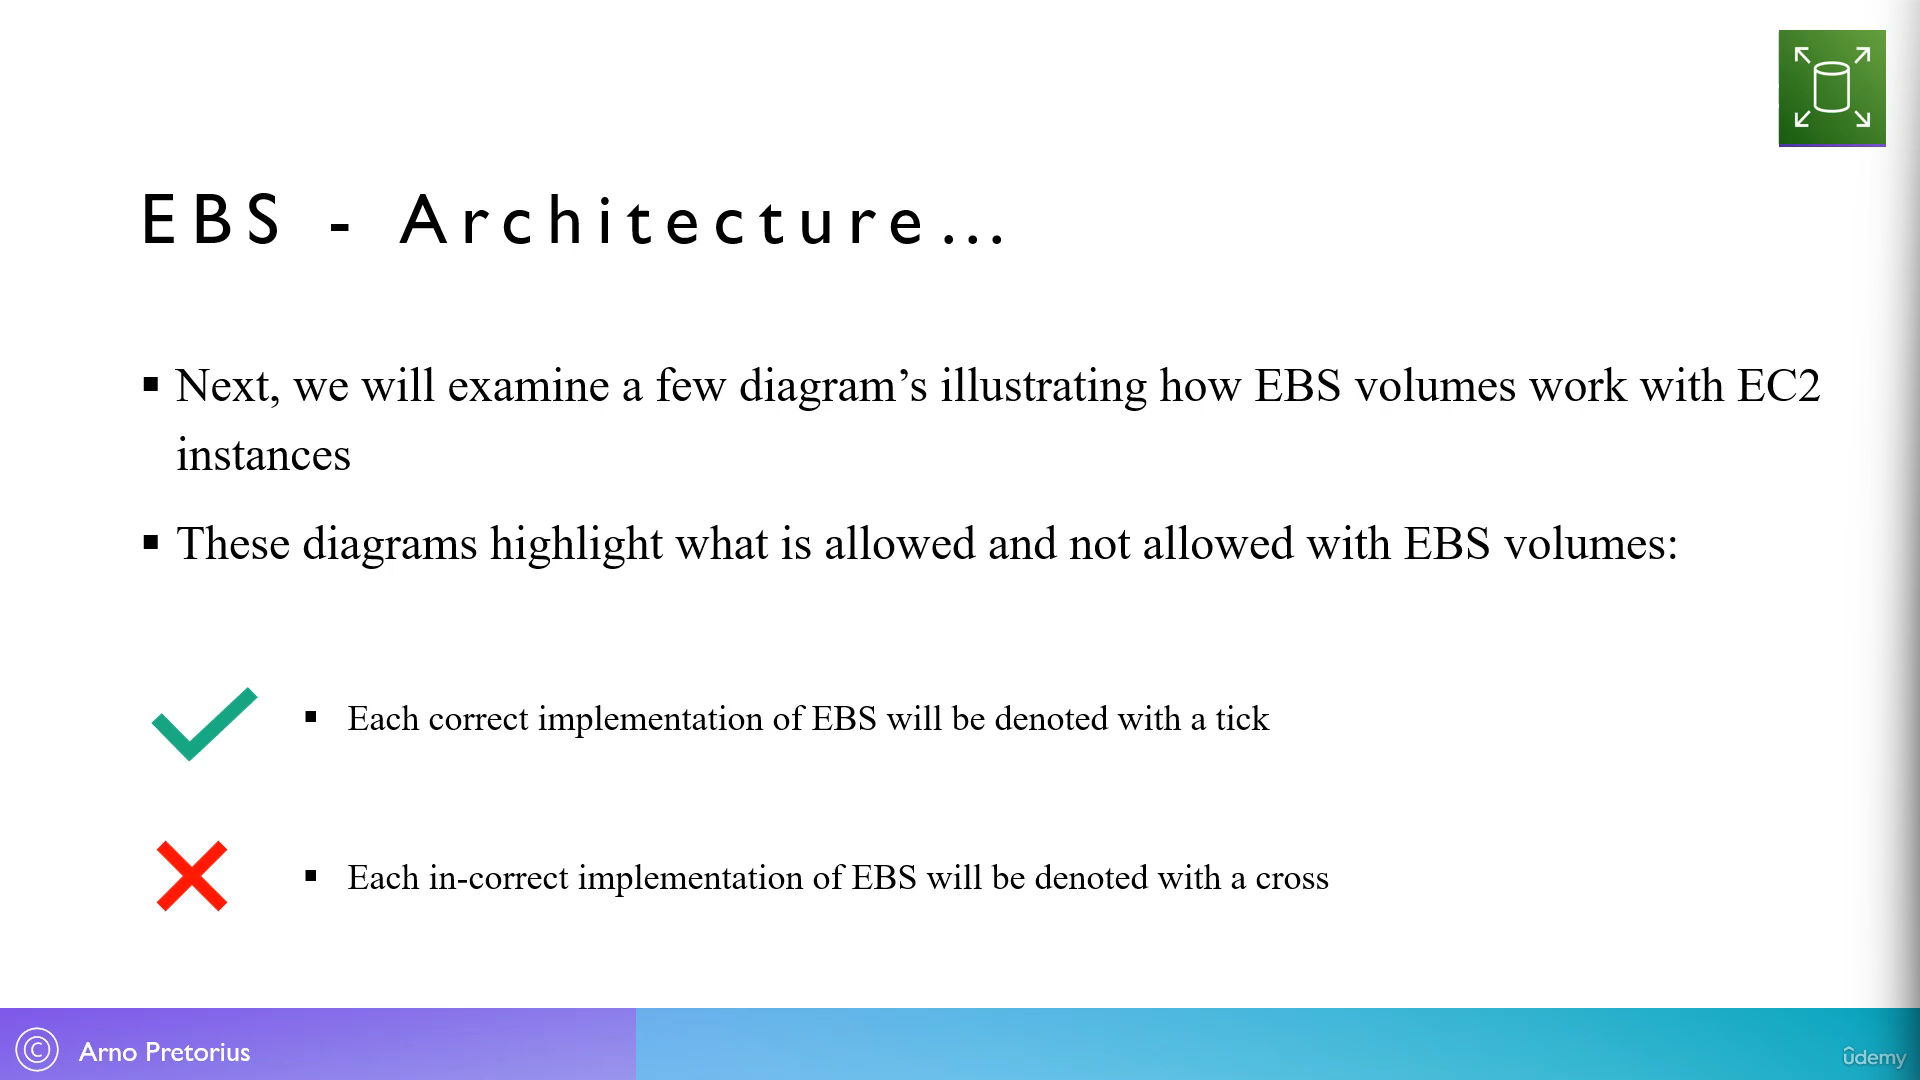 EBS - Architecture...
▪ Next, we will examine a few diagram’s illustrating how EBS volumes work with EC2
instances
▪ These diagrams highlight what is allowed and not allowed with EBS volumes:
▪ Each correct implementation of EBS will be denoted with a tick
▪ Each in-correct implementation of EBS will be denoted with a cross
© Arno Pretorius
udemy